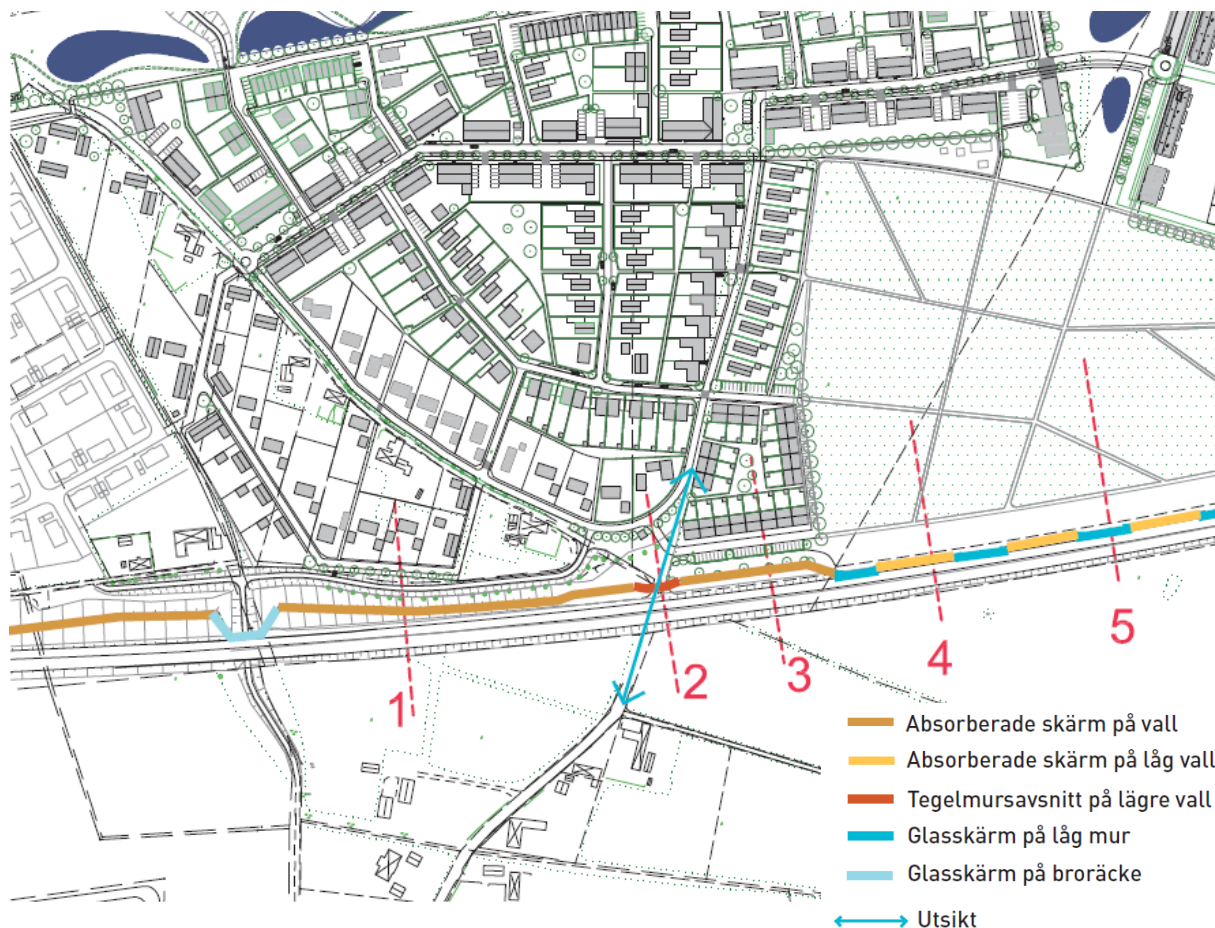 1
2
3
4
5
Absorberade skärm på vall
Absorberade skärm på låg vall
Tegelmursavsnitt på lägre vall
Glasskärm på låg mur
Glasskärm på broräcke
Utsikt